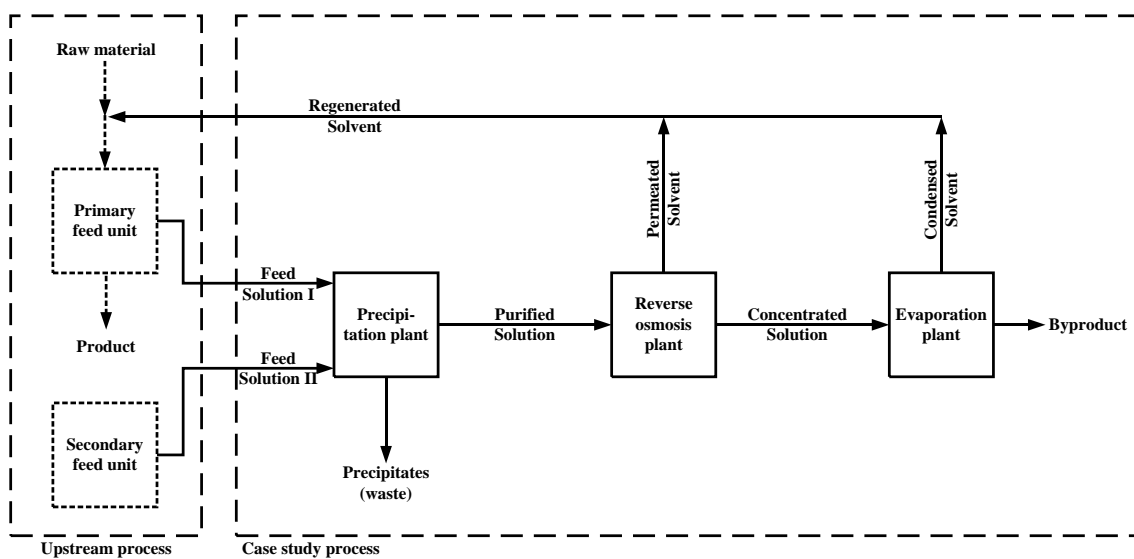 Raw material
Regenerated
Solvent
Permeated
Solvent
Condensed
Solvent
Primary
feed unit
Feed
Solution I
Product
Precipi-
tation plant
Purified
Solution
Reverse
osmosis
plant
Concentrated
Solution
Evaporation
plant
Byproduct
Feed
Solution II
Secondary
feed unit
Precipitates
(waste)
Upstream process
Case study process